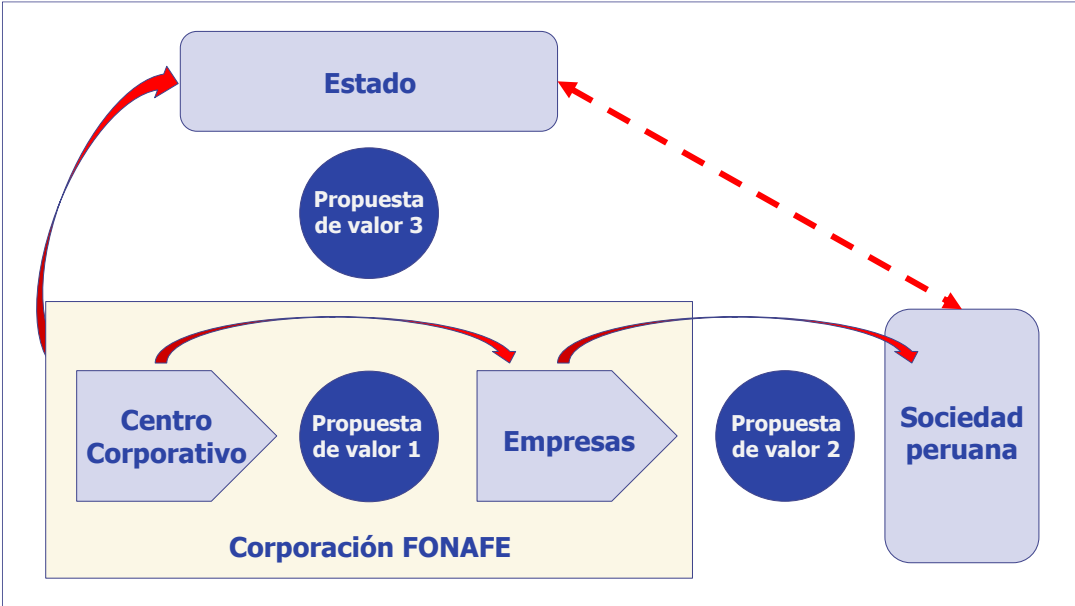 Estado
Propuesta
de valor 3
Centro
Corporativo
Propuesta
de valor 1
Empresas
Propuesta
de valor 2
Sociedad
peruana
Corporación FONAFE